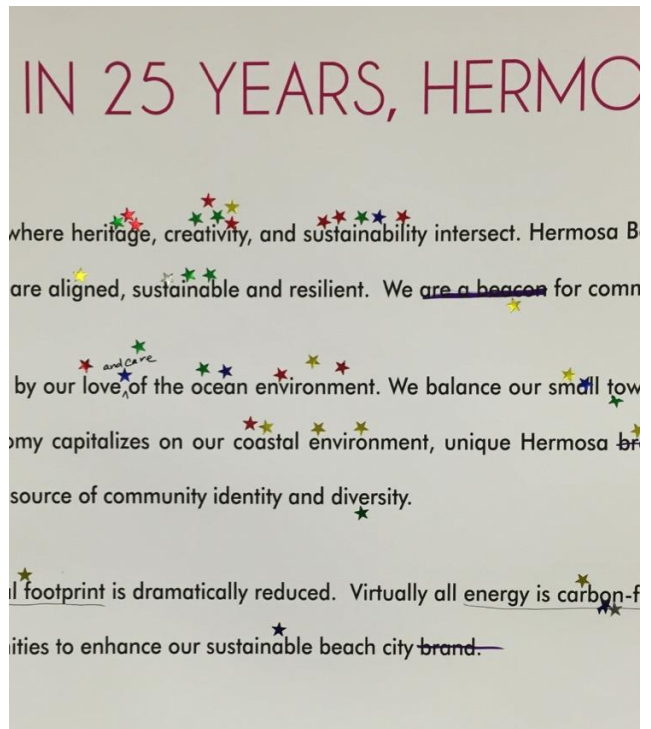 IN 25 YEARS, HERMO
where heritage, creativity, and sustainability intersect. Hermosa B
are aligned, sustainable and resilient. We are a beacon for comm
and care
by our love of the ocean environment. We balance our small tow
omy capitalizes on our coastal environment, unique Hermosa br
source of community identity and diversity.
l footprint is dramatically reduced. Virtually all energy is carbon-f
ities to enhance our sustainable beach city brand.